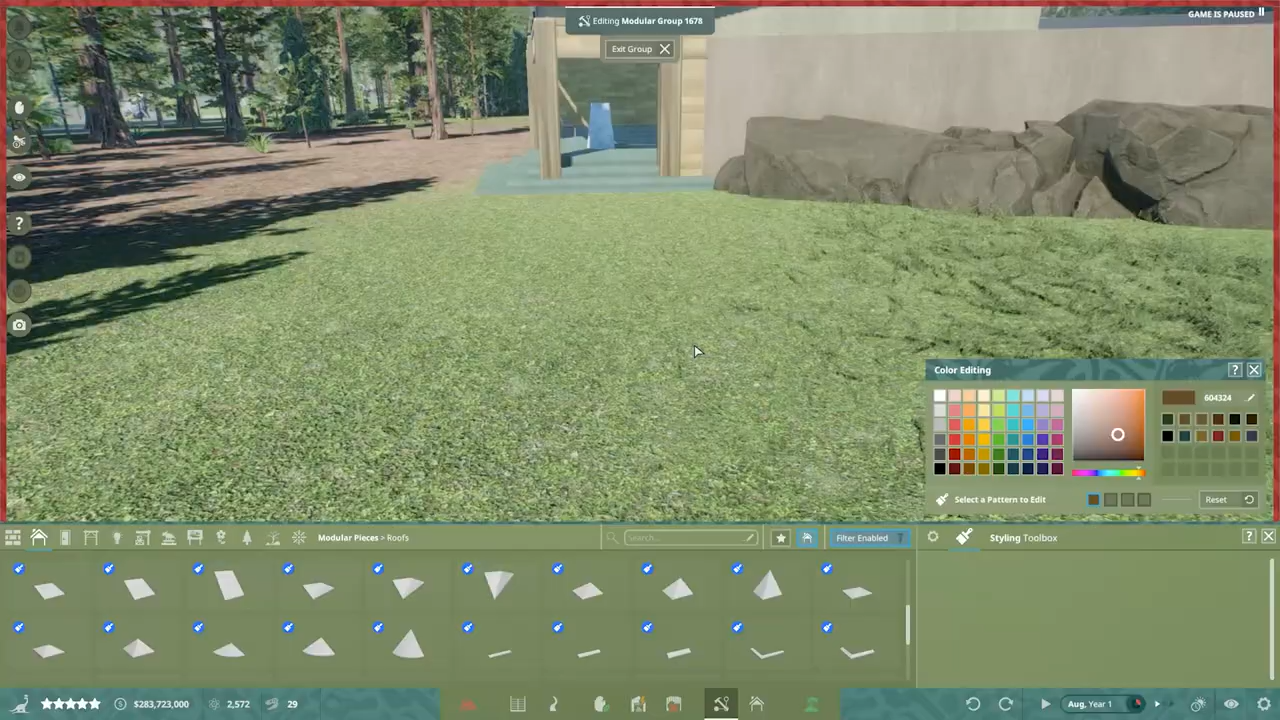 Editing Modular Group 1678
GAME IS PAUSED
Exit Group
?
Color Editing
?
604324
Select a Pattern to Edit
Reset
Modular Pieces > Roofs
Search...
Filter Enabled
Styling Toolbox
?
$283,723,000
2,572
29
Aug, Year 1